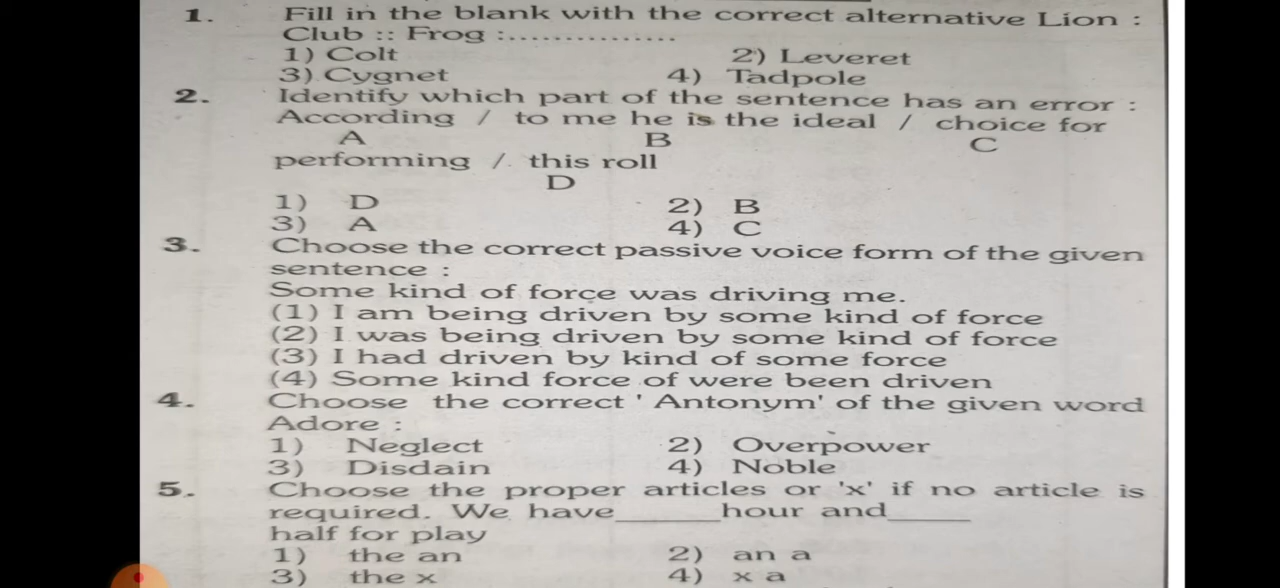 1. Fill in the blank with the correct alternative Lion :
Club :: Frog :...............
1) Colt 2) Leveret
3) Cygnet 4) Tadpole
2. Identify which part of the sentence has an error :
According / to me he is the ideal / choice for
A B C
performing / this roll
D
1) D 2) B
3) A 4) C
3. Choose the correct passive voice form of the given
sentence :
Some kind of force was driving me.
(1) I am being driven by some kind of force
(2) I was being driven by some kind of force
(3) I had driven by kind of some force
(4) Some kind force of were been driven
4. Choose the correct ' Antonym' of the given word
Adore :
1) Neglect 2) Overpower
3) Disdain 4) Noble
5. Choose the proper articles or 'x' if no article is
required. We have_______hour and_____
half for play
1) the an 2) an a
3) the x 4) x a